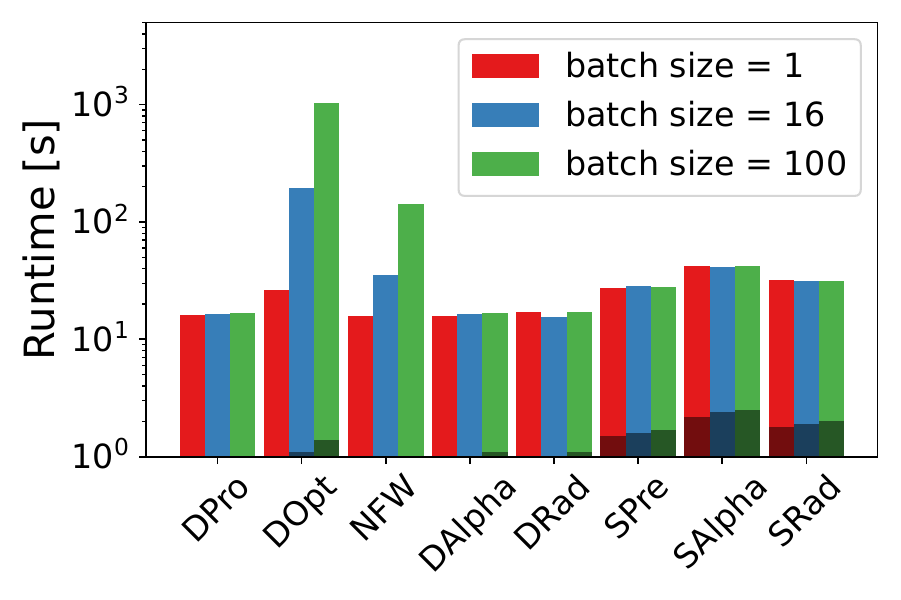 Runtime [s]
10³
10²
10¹
10⁰
batch size = 1
batch size = 16
batch size = 100
DPro
DOpt
NFW
DAlpha
DRad
SPre
SAlpha
SRad